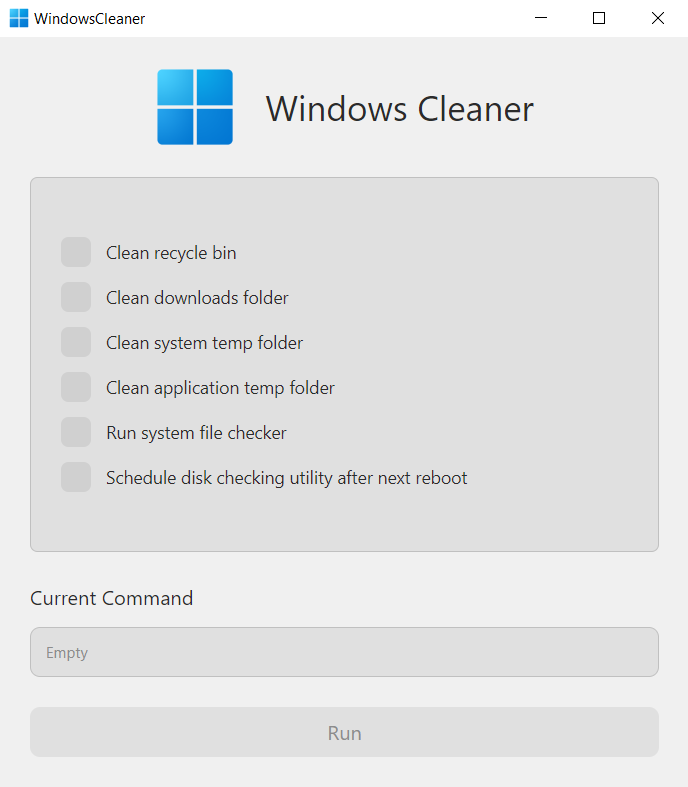 WindowsCleaner
Windows Cleaner
Clean recycle bin
Clean downloads folder
Clean system temp folder
Clean application temp folder
Run system file checker
Schedule disk checking utility after next reboot
Current Command
Empty
Run